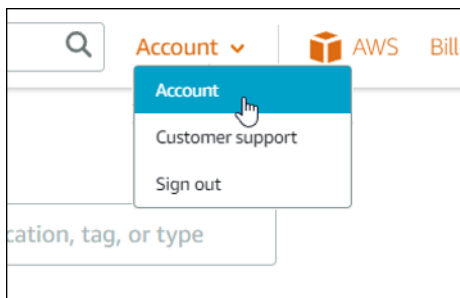 Account AWS Bill
Account
Customer support
Sign out
cation, tag, or type